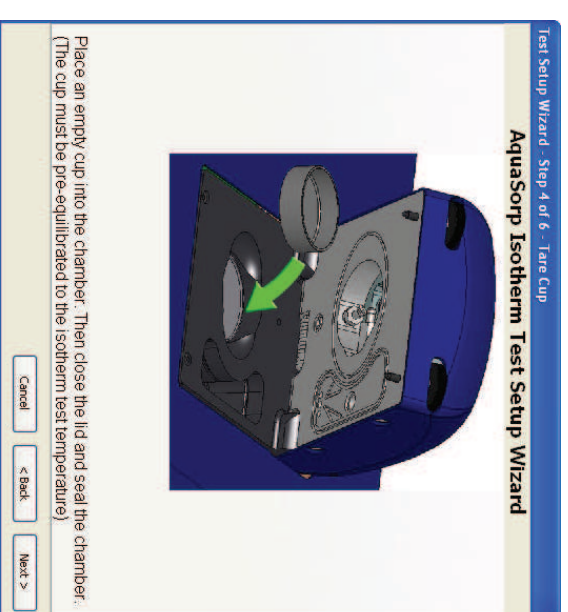 Test Setup Wizard - Step 4 of 6 - Tare Cup
AquaSorp Isotherm Test Setup Wizard
Place an empty cup into the chamber. Then close the lid and seal the chamber.
(The cup must be pre-equilibrated to the isotherm test temperature)
Cancel
< Back
Next >